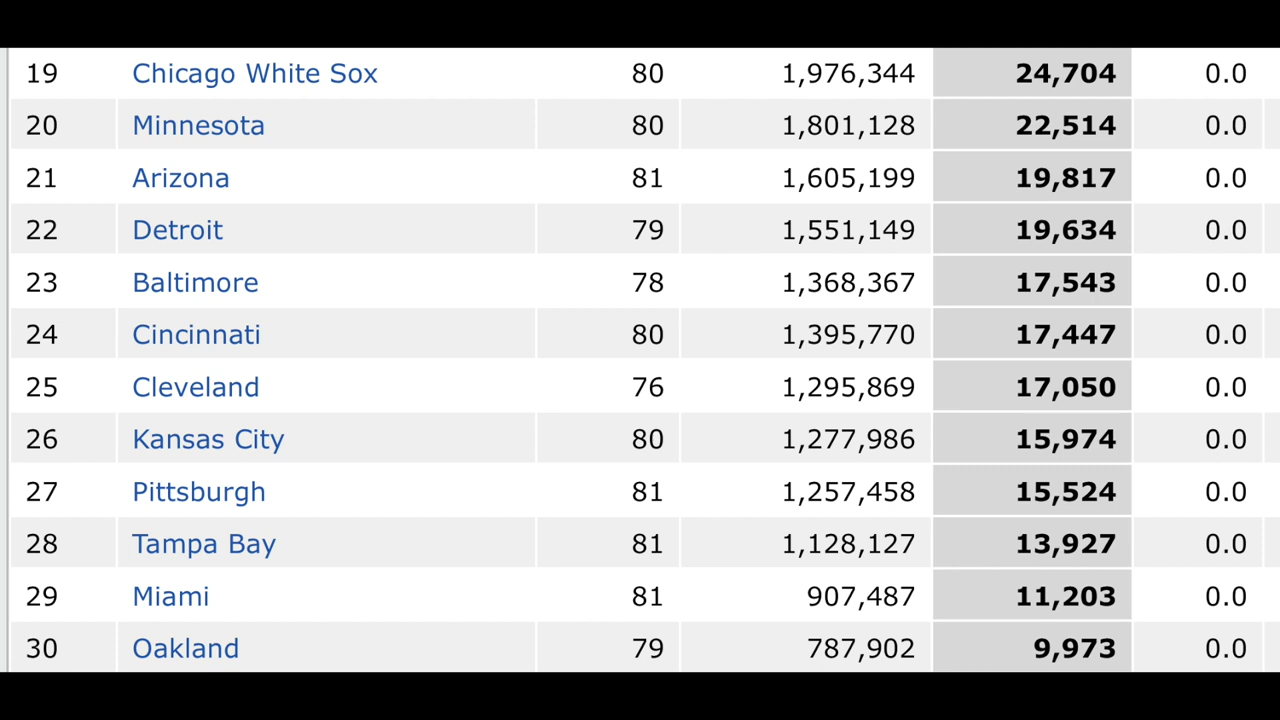 19 Chicago White Sox 80 1,976,344 24,704 0.0
20 Minnesota 80 1,801,128 22,514 0.0
21 Arizona 81 1,605,199 19,817 0.0
22 Detroit 79 1,551,149 19,634 0.0
23 Baltimore 78 1,368,367 17,543 0.0
24 Cincinnati 80 1,395,770 17,447 0.0
25 Cleveland 76 1,295,869 17,050 0.0
26 Kansas City 80 1,277,986 15,974 0.0
27 Pittsburgh 81 1,257,458 15,524 0.0
28 Tampa Bay 81 1,128,127 13,927 0.0
29 Miami 81 907,487 11,203 0.0
30 Oakland 79 787,902 9,973 0.0